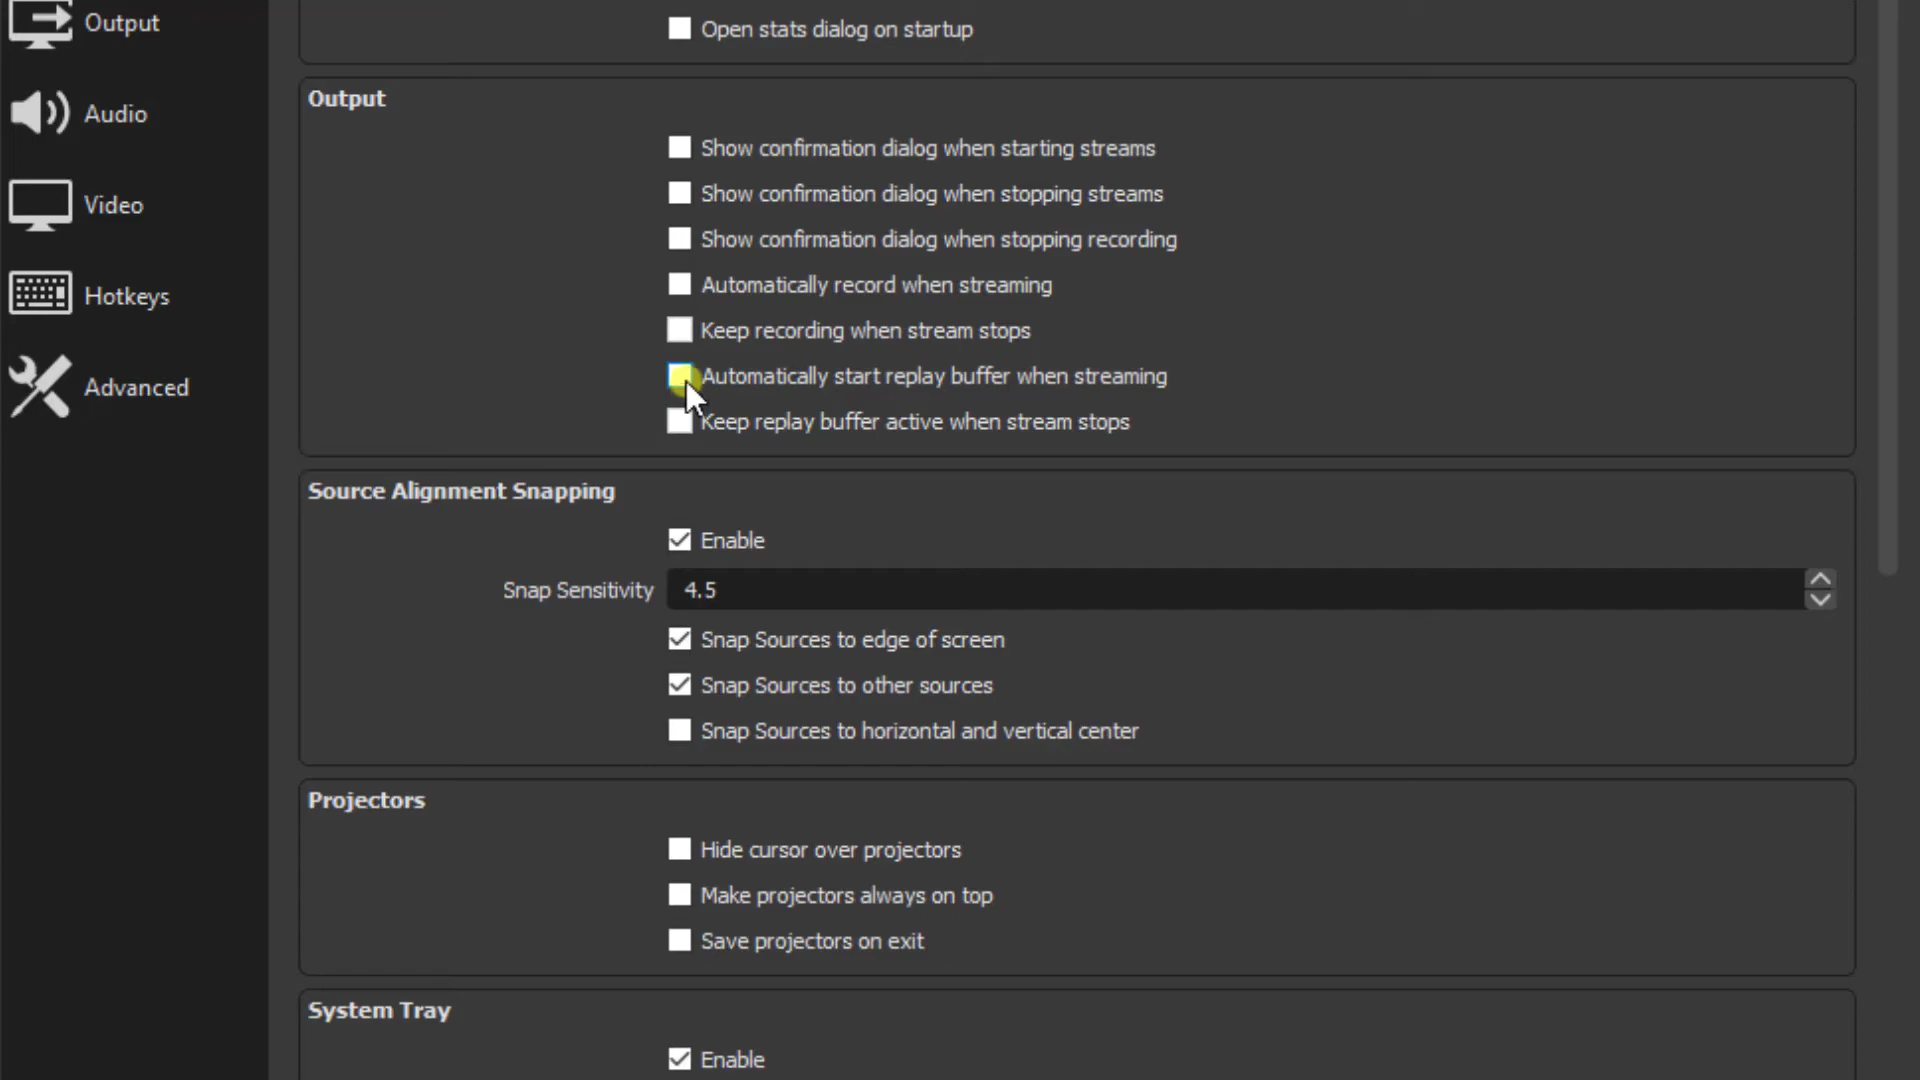 Output
Audio
Video
Hotkeys
Advanced
Open stats dialog on startup
Output
Show confirmation dialog when starting streams
Show confirmation dialog when stopping streams
Show confirmation dialog when stopping recording
Automatically record when streaming
Keep recording when stream stops
Automatically start replay buffer when streaming
Keep replay buffer active when stream stops
Source Alignment Snapping
Enable
Snap Sensitivity 4.5
Snap Sources to edge of screen
Snap Sources to other sources
Snap Sources to horizontal and vertical center
Projectors
Hide cursor over projectors
Make projectors always on top
Save projectors on exit
System Tray
Enable